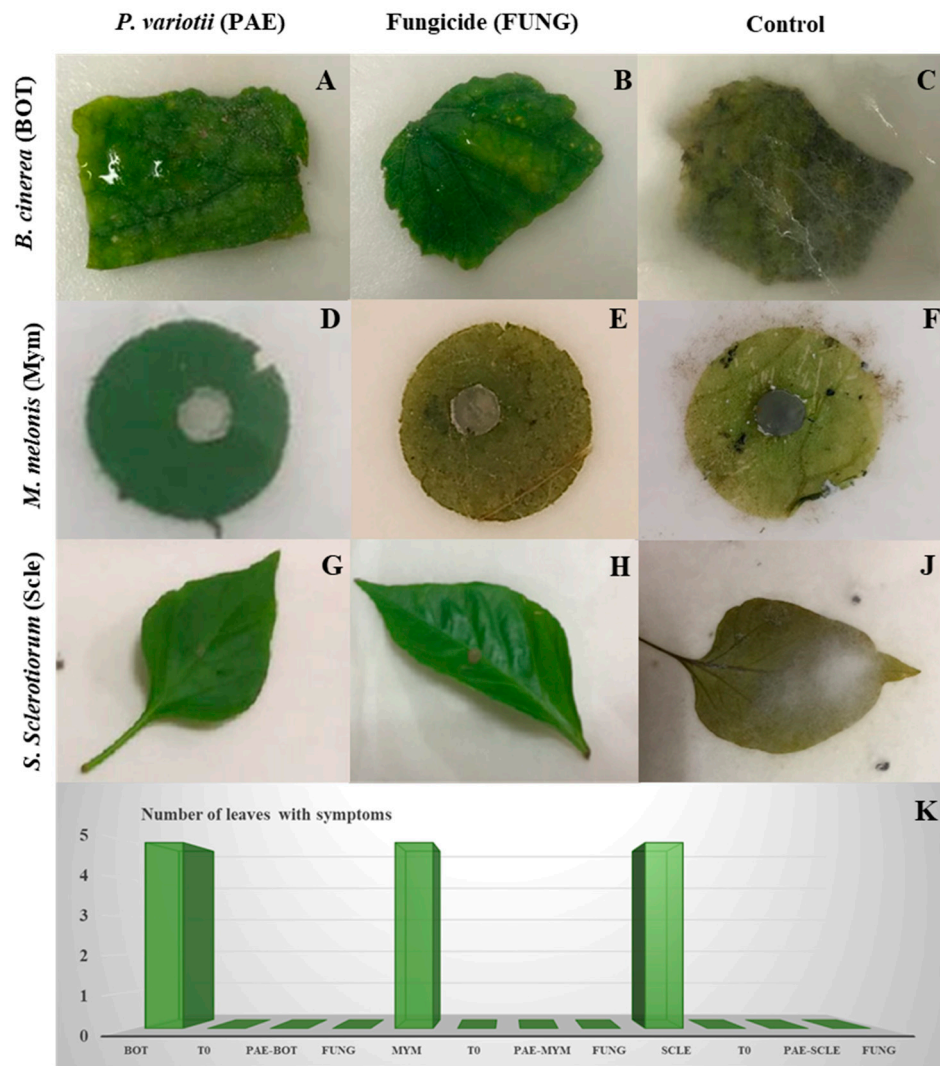 P. variotii (PAE) Fungicide (FUNG) Control
B. cinerea (BOT) A B C
M. melonis (Mym) D E F
S. Sclerotiorum (Scle) G H J
K
Number of leaves with symptoms
5
4
3
2
1
0
BOT T0 PAE-BOT FUNG MYM T0 PAE-MYM FUNG SCLE T0 PAE-SCLE FUNG